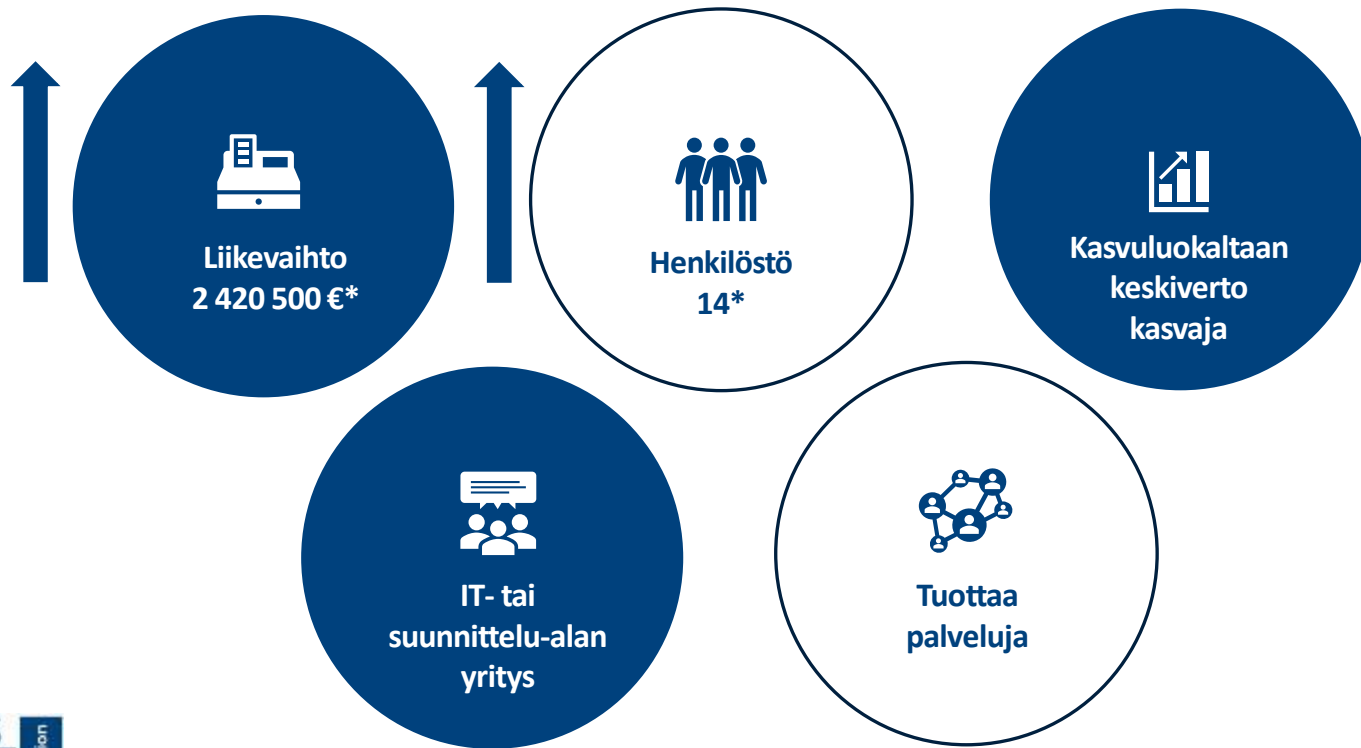 Liikevaihto
2 420 500 €*
Henkilöstö
14*
Kasvuluokaltaan
keskiverto
kasvaja
IT- tai
suunnittelu-alan
yritys
Tuottaa
palveluja